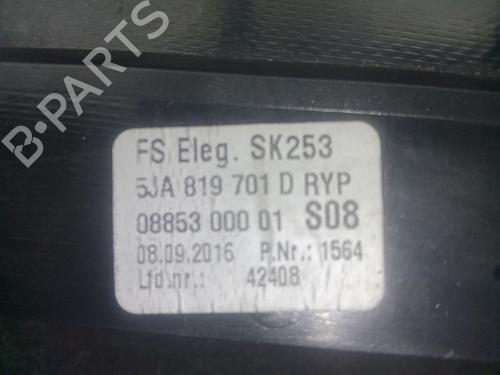 B-PARTS
FS Eleg. SK253
5JA 819 701 D RYP
08853 000 01 S08
08.09.2016 P.Nr.: 1564
Lfd.nr.: 42408